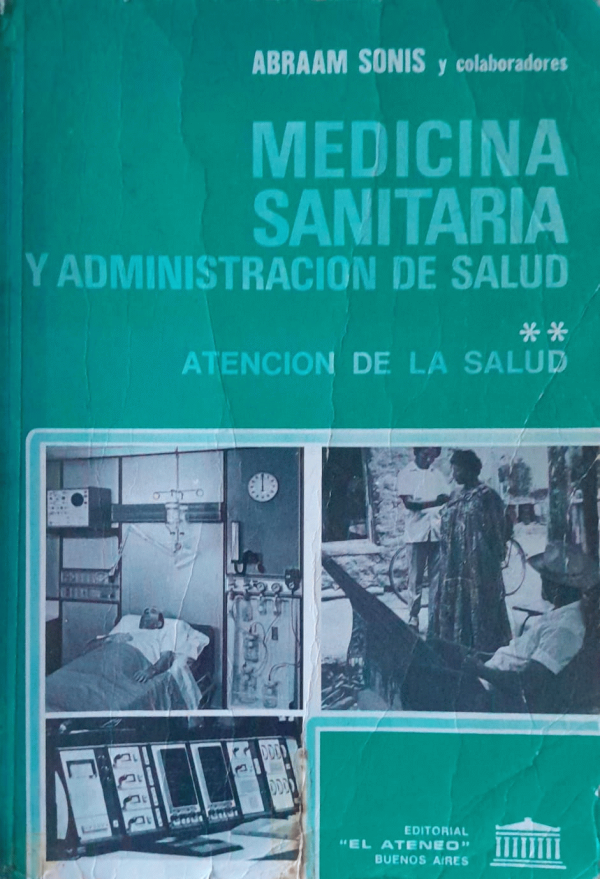 ABRAAM SONIS y colaboradores
MEDICINA
SANITARIA
Y ADMINISTRACION DE SALUD
**
ATENCION DE LA SALUD
EDITORIAL
"EL ATENEO"
BUENOS AIRES